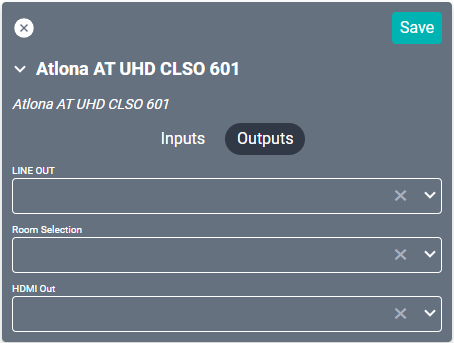 Save
Atlona AT UHD CLSO 601
Atlona AT UHD CLSO 601
Inputs Outputs
LINE OUT
Room Selection
HDMI Out